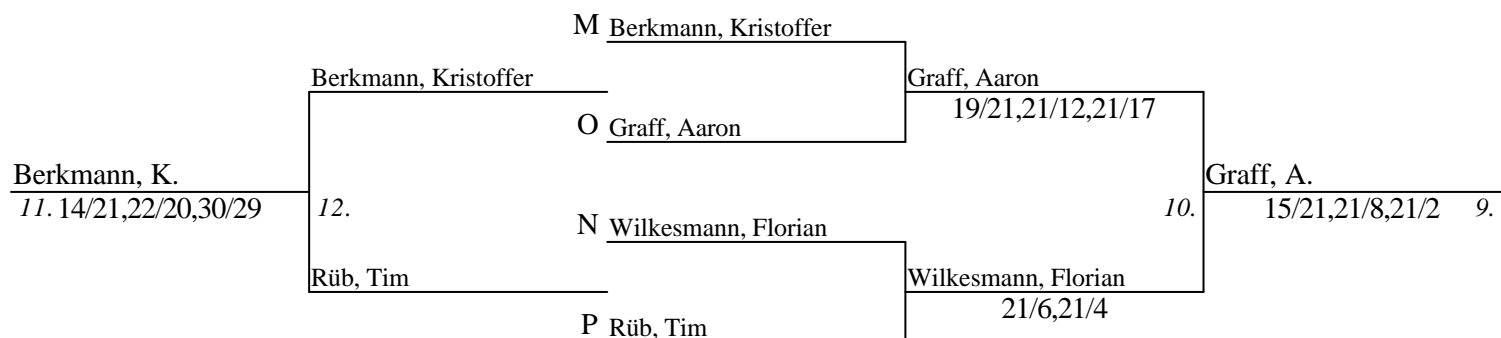 M Berkmann, Kristoffer
Berkmann, Kristoffer
Graff, Aaron
19/21,21/12,21/17
O Graff, Aaron
Berkmann, K.
Graff, A.
11. 14/21,22/20,30/29
12.
10.
15/21,21/8,21/2 9.
N Wilkesmann, Florian
Rüb, Tim
Wilkesmann, Florian
21/6,21/4
P Rüb, Tim